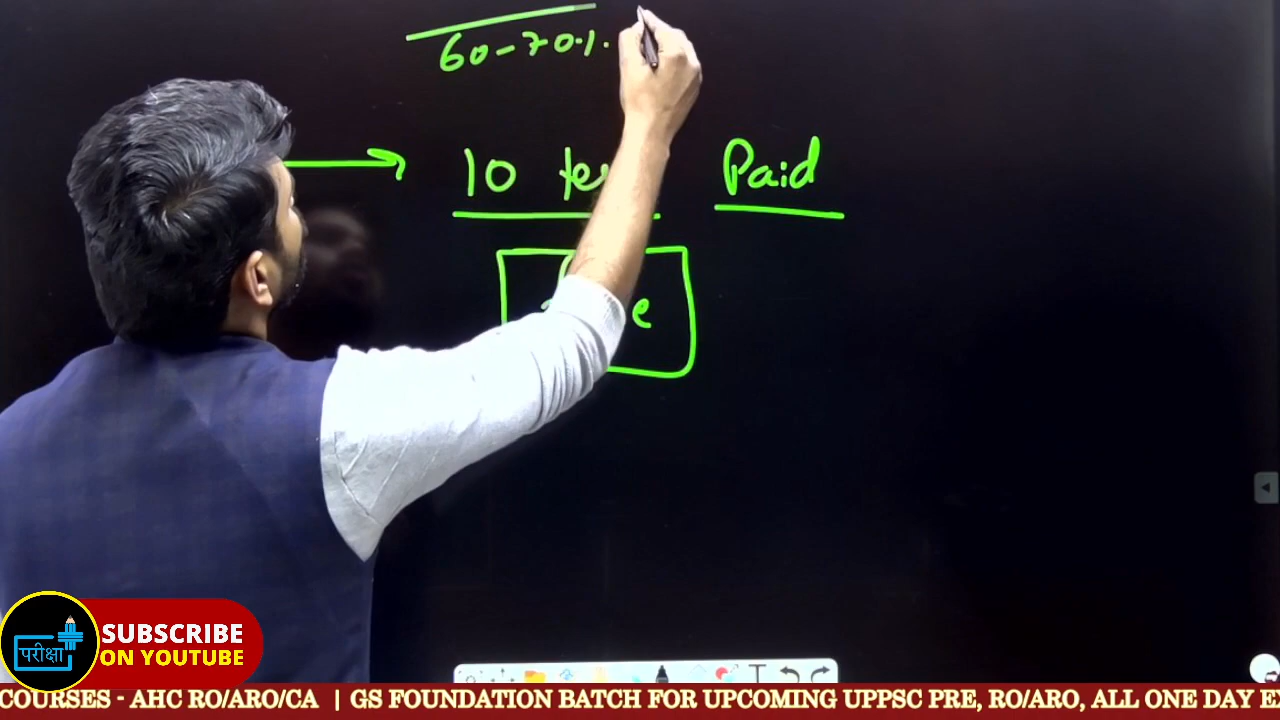 60-70%.
10 Paid
e
परीक्षा
SUBSCRIBE
ON YOUTUBE
T
COURSES - AHC RO/ARO/CA | GS FOUNDATION BATCH FOR UPCOMING UPPSC PRE, RO/ARO, ALL ONE DAY E